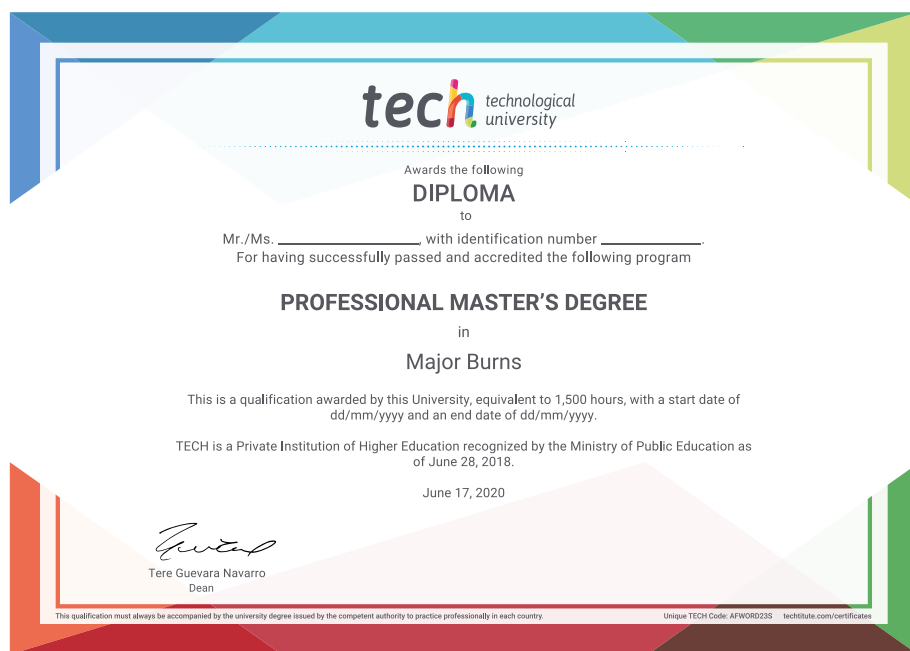 tech technological
university
Awards the following
DIPLOMA
to
Mr./Ms. ________________, with identification number ____________.
For having successfully passed and accredited the following program
PROFESSIONAL MASTER'S DEGREE
in
Major Burns
This is a qualification awarded by this University, equivalent to 1,500 hours, with a start date of
dd/mm/yyyy and an end date of dd/mm/yyyy.
TECH is a Private Institution of Higher Education recognized by the Ministry of Public Education as
of June 28, 2018.
June 17, 2020
Tere Guevara Navarro
Dean
This qualification must always be accompanied by the university degree issued by the competent authority to practice professionally in each country.
Unique TECH Code: AFWORD23S techtitute.com/certificates